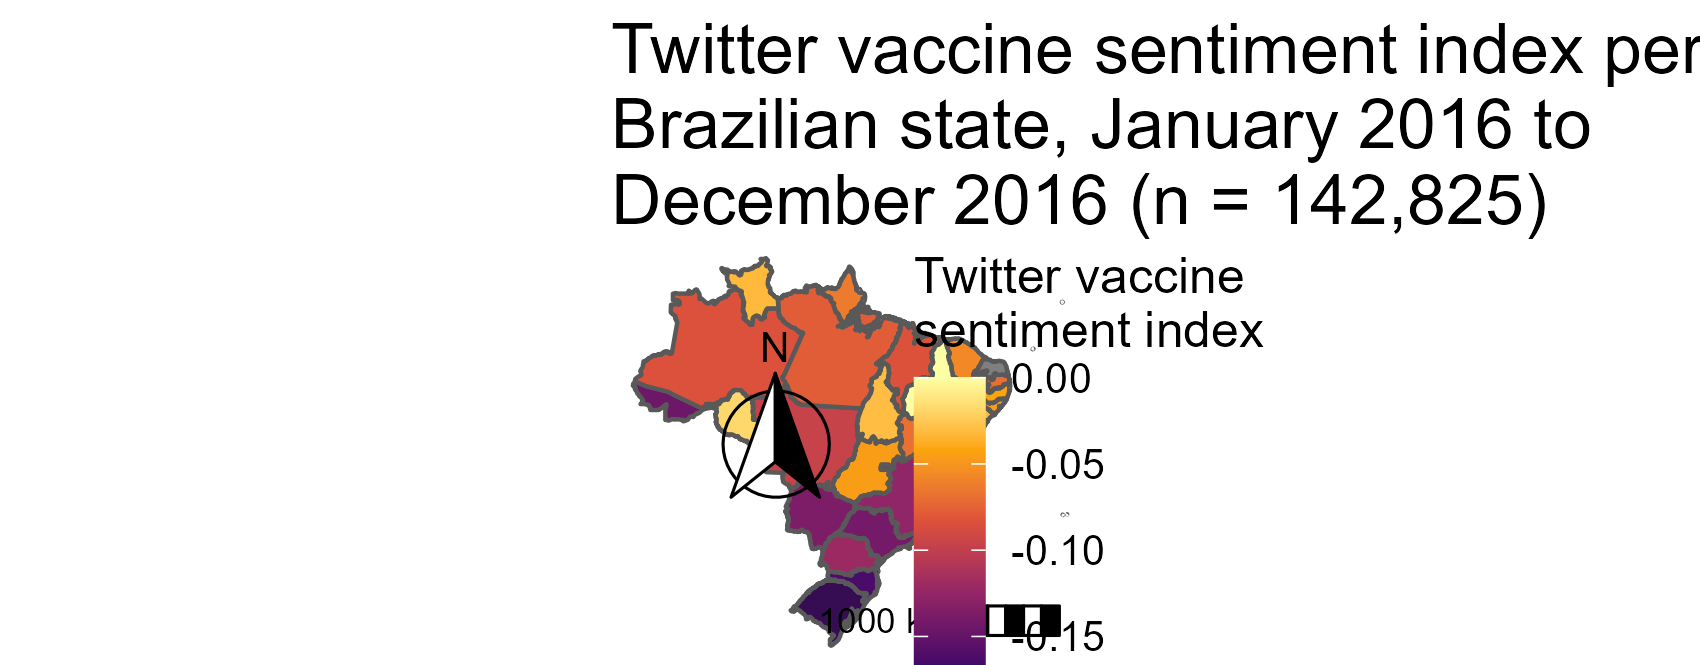 Twitter vaccine sentiment index per
Brazilian state, January 2016 to
December 2016 (n = 142,825)
Twitter vaccine
sentiment index
N
0.00
-0.05
-0.10
-0.15
1000